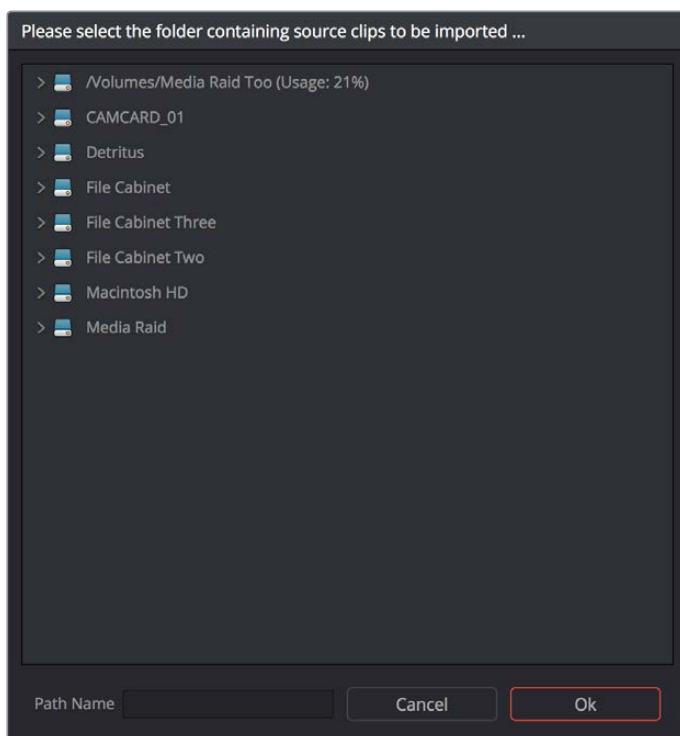 Please select the folder containing source clips to be imported ...
/Volumes/Media Raid Too (Usage: 21%)
CAMCARD_01
Detritus
File Cabinet
File Cabinet Three
File Cabinet Two
Macintosh HD
Media Raid
Path Name Cancel Ok